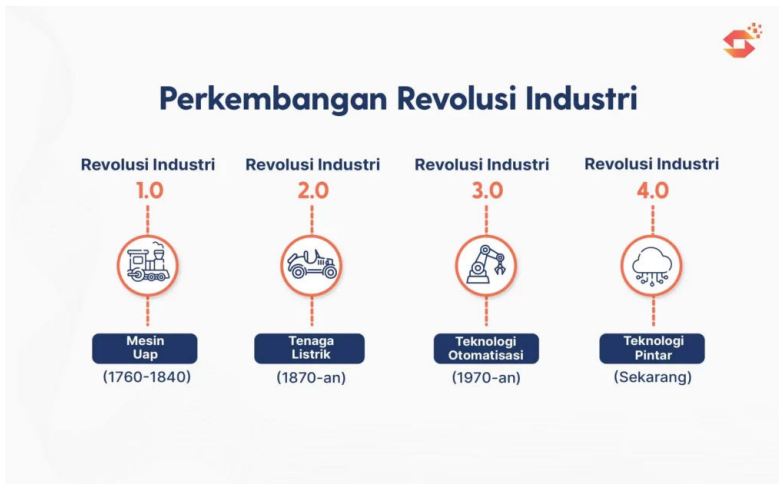 Perkembangan Revolusi Industri
Revolusi Industri
1.0
Mesin
Uap
(1760-1840)
Revolusi Industri
2.0
Tenaga
Listrik
(1870-an)
Revolusi Industri
3.0
Teknologi
Otomatisasi
(1970-an)
Revolusi Industri
4.0
Teknologi
Pintar
(Sekarang)